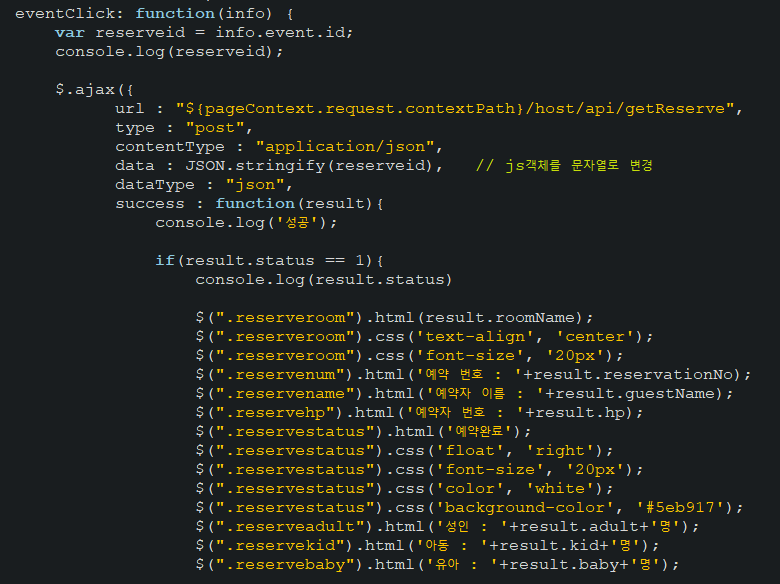 eventClick: function(info) {
var reserveid = info.event.id;
console.log(reserveid);
$.ajax({
url : "${pageContext.request.contextPath}/host/api/getReserve",
type : "post",
contentType : "application/json",
data : JSON.stringify(reserveid),   // js객체를 문자열로 변경
dataType : "json",
success : function(result){
console.log('성공');
if(result.status == 1){
console.log(result.status)
$(".reserveroom").html(result.roomName);
$(".reserveroom").css('text-align', 'center');
$(".reserveroom").css('font-size', '20px');
$(".reservenum").html('예약 번호 : '+result.reservationNo);
$(".reservename").html('예약자 이름 : '+result.guestName);
$(".reservehp").html('예약자 번호 : '+result.hp);
$(".reservestatus").html('예약완료');
$(".reservestatus").css('float', 'right');
$(".reservestatus").css('font-size', '20px');
$(".reservestatus").css('color', 'white');
$(".reservestatus").css('background-color', '#5eb917');
$(".reserveadult").html('성인 : '+result.adult+'명');
$(".reservekid").html('아동 : '+result.kid+'명');
$(".reservebaby").html('유아 : '+result.baby+'명');